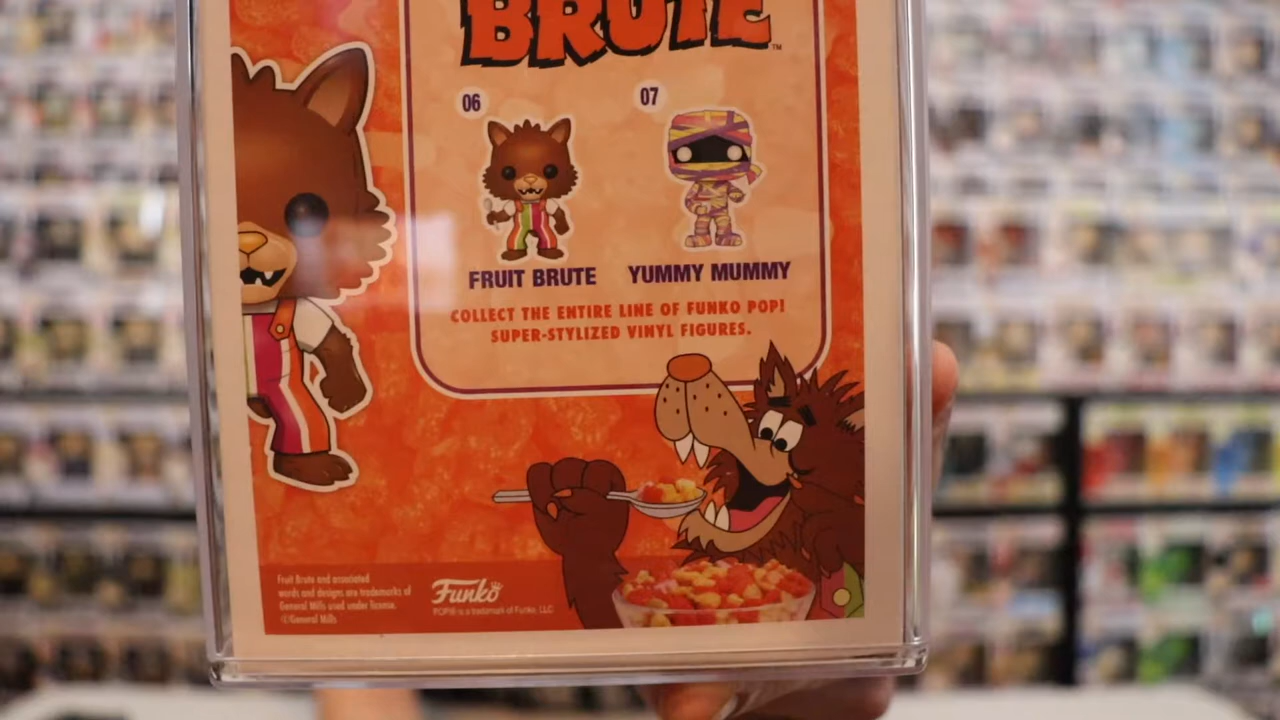 BRUTE™
06
07
FRUIT BRUTE
YUMMY MUMMY
COLLECT THE ENTIRE LINE OF FUNKO POP!
SUPER-STYLIZED VINYL FIGURES.
Fruit Brute and associated
words and designs are trademarks of
General Mills used under license.
©General Mills
Funko
POP!® is a trademark of Funko, LLC